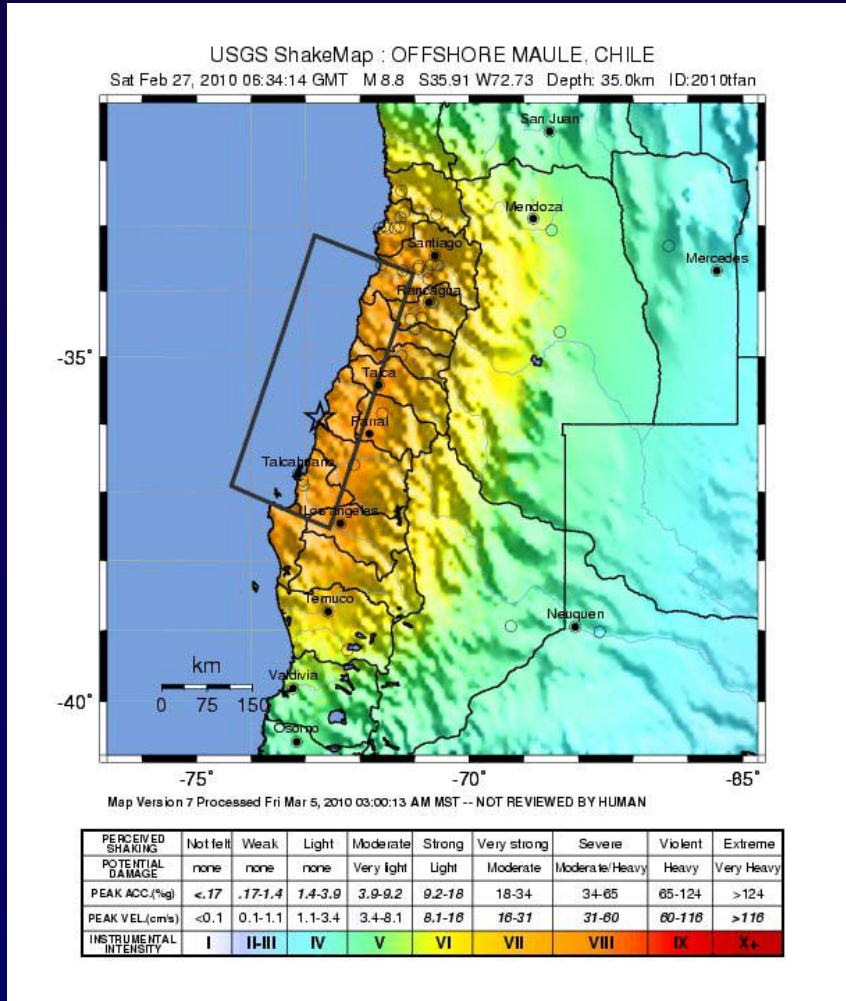 USGS ShakeMap : OFFSHORE MAULE, CHILE
Sat Feb 27, 2010 06:34:14 GMT M 8.8 S35.91 W72.73 Depth: 35.0km ID:2010tfan
San Juan
Mendoza
Santiago
Mercedes
Rancagua
-35°
Talca
Parral
Talcahuano
Los angeles
Temuco
Neuquen
km
Valdivia
0 75 150
-40°
Osorno
-75° -70° -65°
Map Version 7 Processed Fri Mar 5, 2010 03:00:13 AM MST -- NOT REVIEWED BY HUMAN
PERCEIVED SHAKING Not felt Weak Light Moderate Strong Very strong Severe Violent Extreme
POTENTIAL DAMAGE none none none Very light Light Moderate Moderate/Heavy Heavy Very Heavy
PEAK ACC.(%g) <.17 .17-1.4 1.4-3.9 3.9-9.2 9.2-18 18-34 34-65 65-124 >124
PEAK VEL.(cm/s) <0.1 0.1-1.1 1.1-3.4 3.4-8.1 8.1-16 16-31 31-60 60-116 >116
INSTRUMENTAL INTENSITY I II-III IV V VI VII VIII IX X+